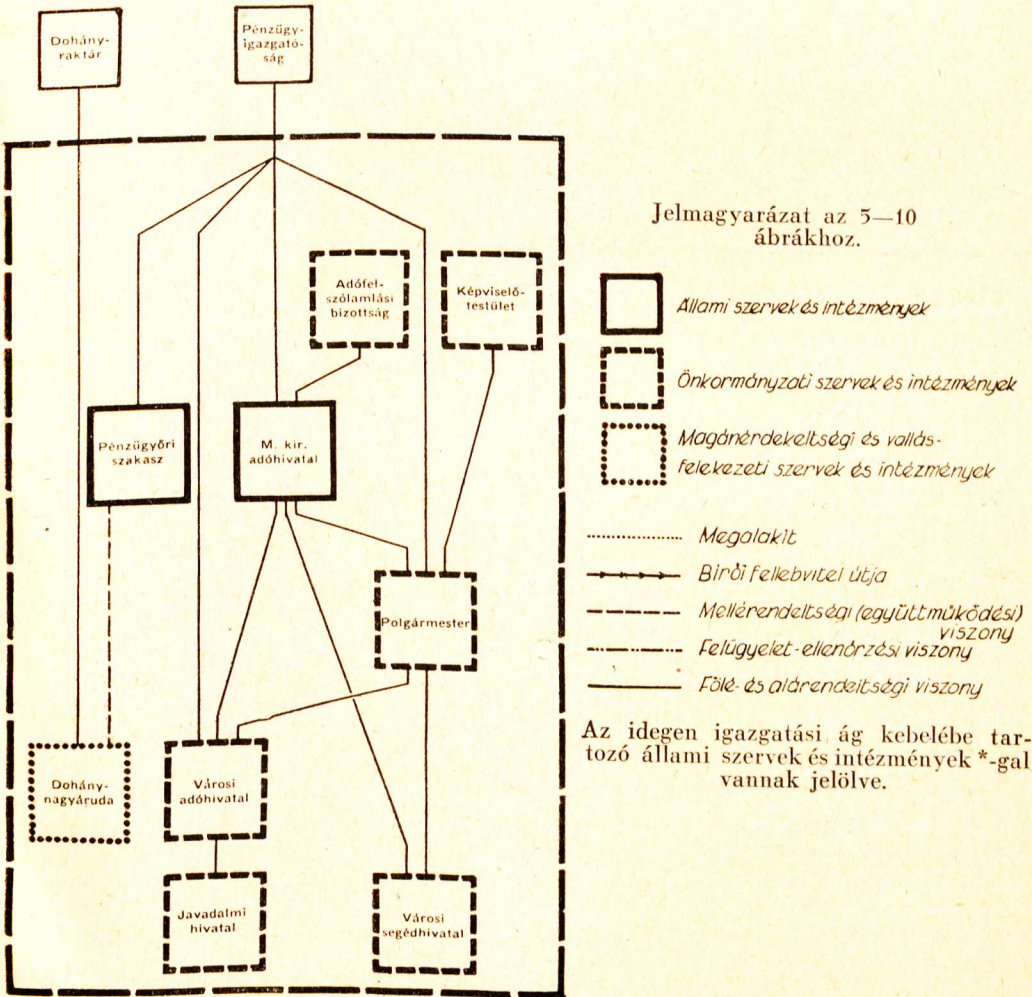 Dohány-
raktár
Pénzügy-
igazgató-
ság
Adófel-
szólamlási
bizottság
Képviselő-
testület
Pénzügyőri
szakasz
M. kir.
adóhivatal
Polgármester
Dohány-
nagyáruda
Városi
adóhivatal
Javadalmi
hivatal
Városi
segédhivatal
Jelmagyarázat az 5—10
ábrákhoz.
Állami szervek és intézmények
Önkormányzati szervek és intézmények
Magánérdekeltségi és vallás-
felekezeti szervek és intézmények
Megalakít
Birói fellebvitel útja
Mellérendeltségi (együttműködési)
viszony
Felügyelet-ellenőrzési viszony
Fölé- és alárendeltségi viszony
Az idegen igazgatási ág kebelébe tar-
tozó állami szervek és intézmények *-gal
vannak jelölve.